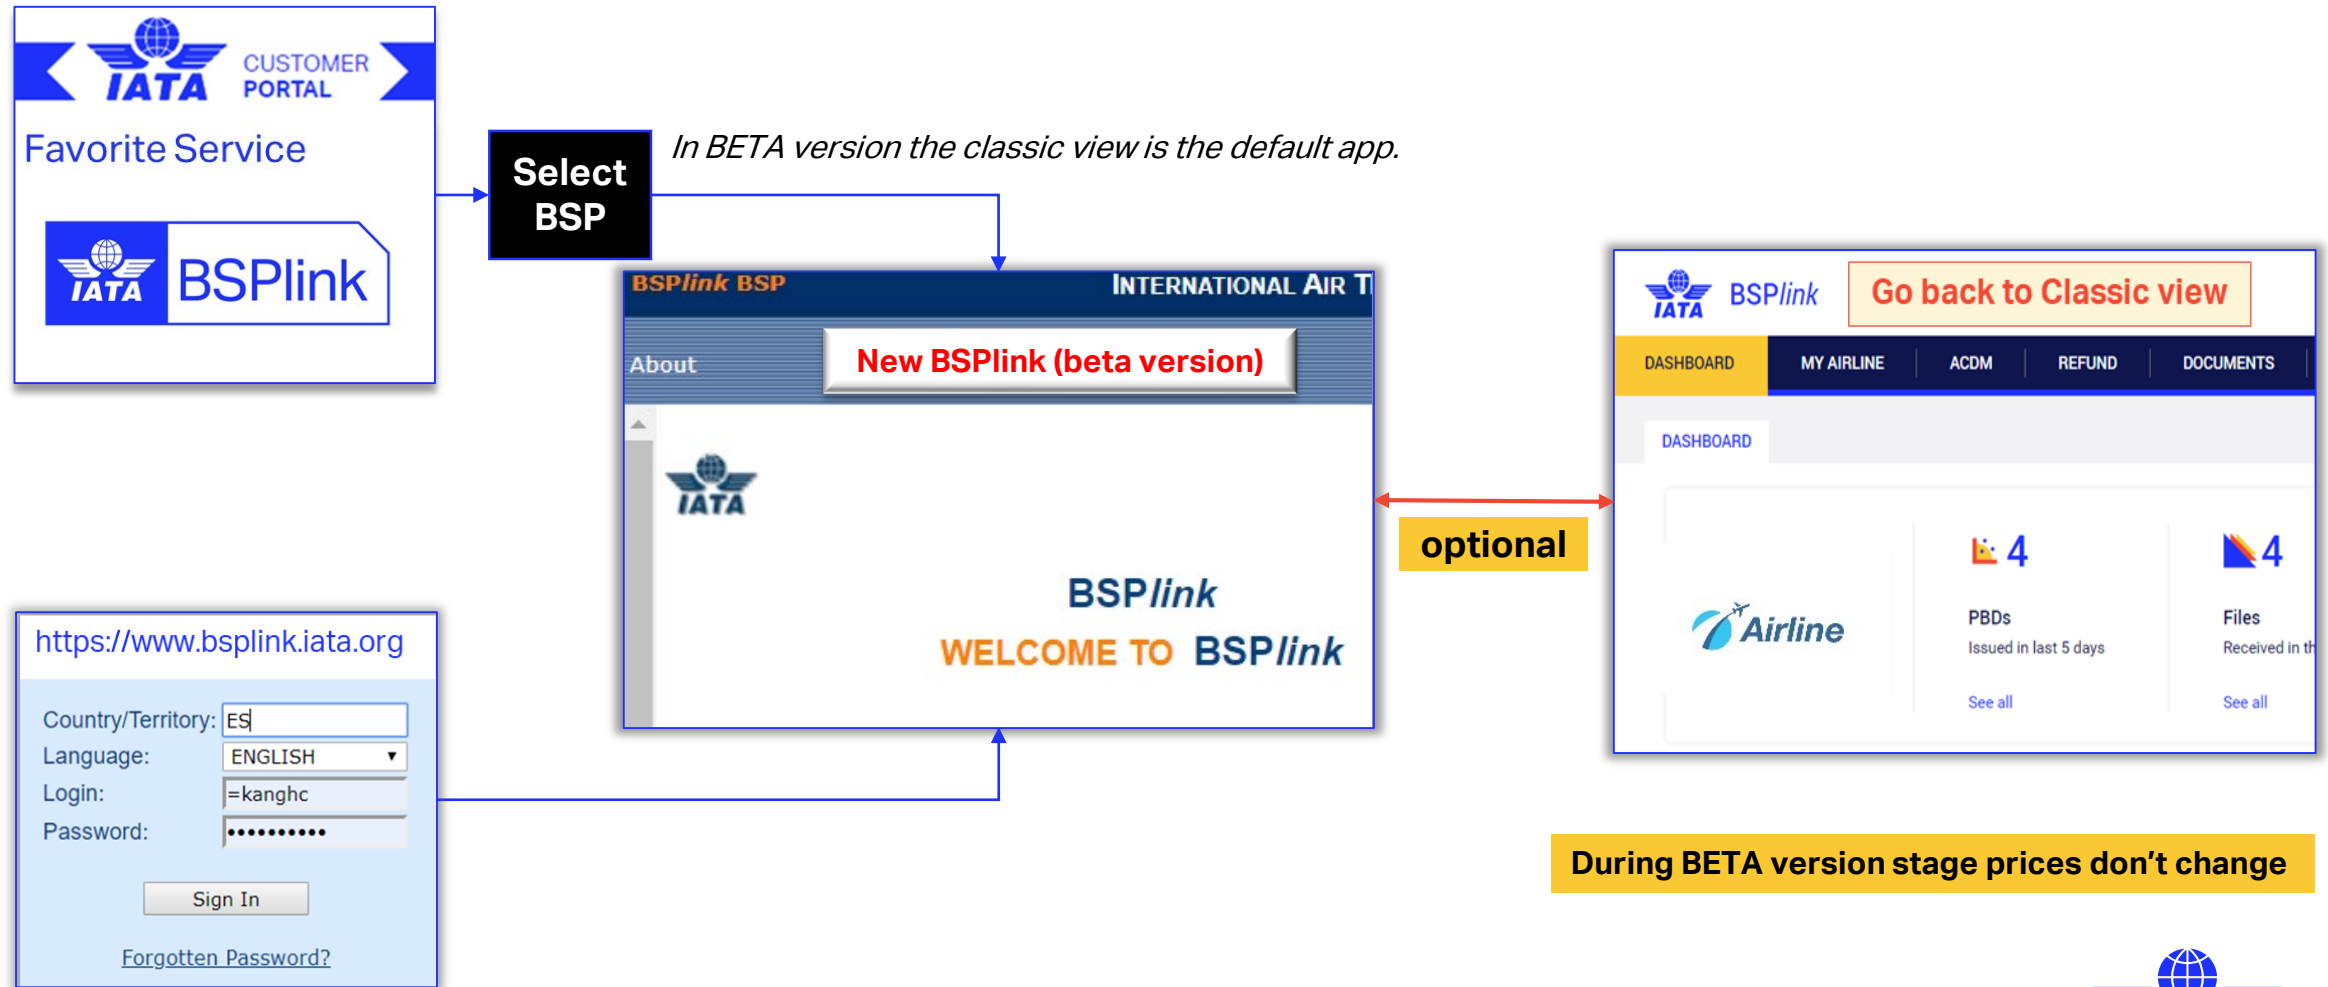 IATA
CUSTOMER
PORTAL
Favorite Service
IATA
BSPlink
Select
BSP
In BETA version the classic view is the default app.
BSPlink BSP
INTERNATIONAL AIR
About
New BSPlink (beta version)
IATA
BSPlink
WELCOME TO BSPlink
optional
IATA
BSPlink
Go back to Classic view
DASHBOARD
MY AIRLINE
ACDM
REFUND
DOCUMENTS
DASHBOARD
Airline
4
PBDs
Issued in last 5 days
See all
4
Files
Received in th
See all
https://www.bsplink.iata.org
Country/Territory: ES
Language: ENGLISH
Login: =kanghc
Password: ••••••••••
Sign In
Forgotten Password?
During BETA version stage prices don't change